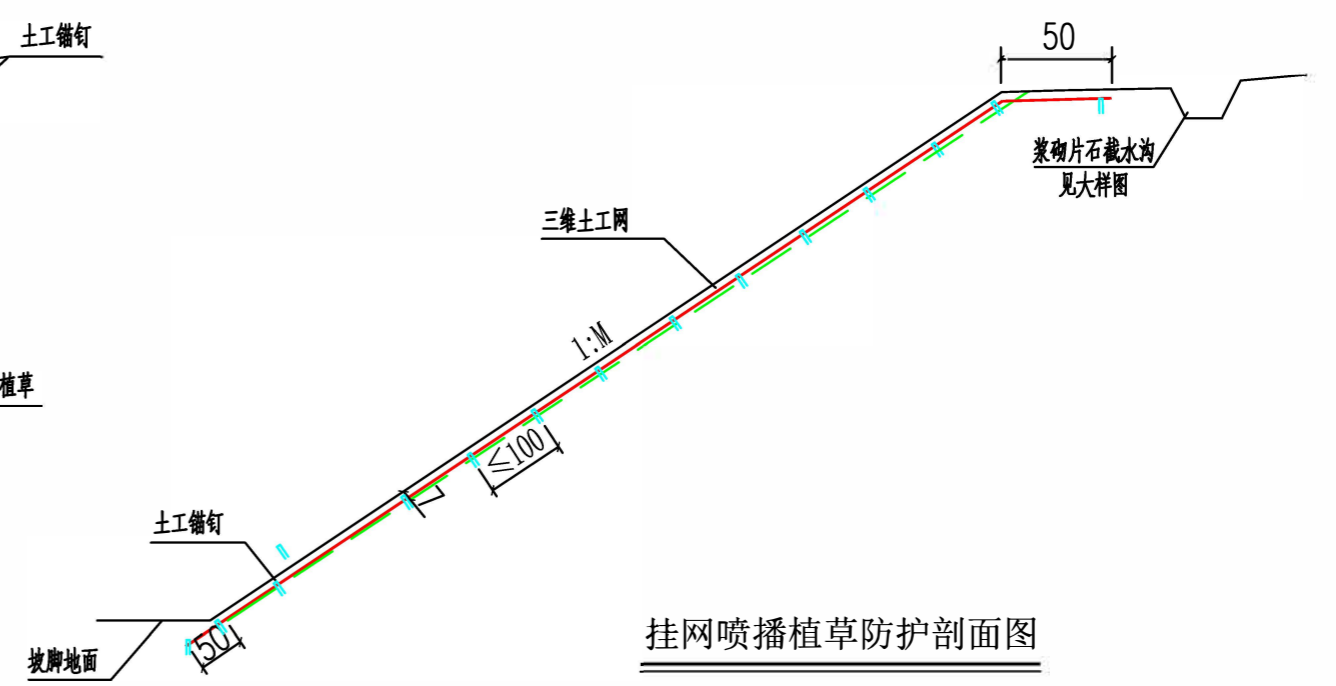 土工锚钉
50
浆砌片石截水沟
见大样图
三维土工网
1:M
植草
≤100
7
土工锚钉
50
挂网喷播植草防护剖面图
坡脚地面